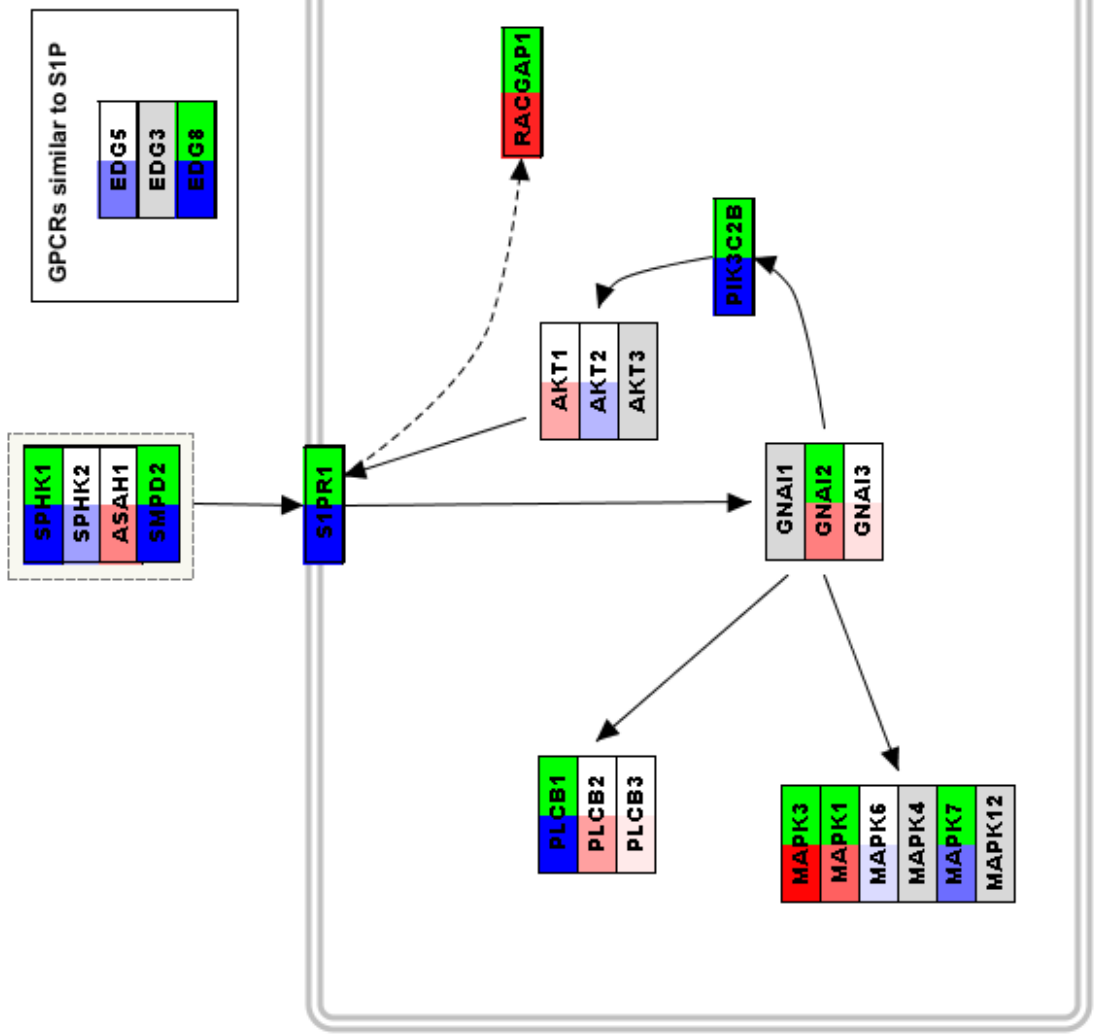 GPCRs similar to S1P
EDG5
EDG3
EDG8
RACGAP1
PIK3C2B
AKT1
AKT2
AKT3
SPHK1
SPHK2
ASAH1
SMPD2
S1PR1
GNAI1
GNAI2
GNAI3
PLCB1
PLCB2
PLCB3
MAPK3
MAPK1
MAPK6
MAPK4
MAPK7
MAPK12